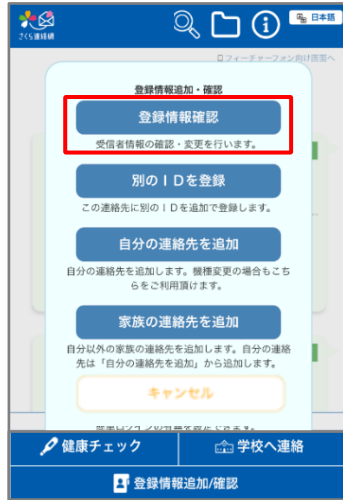 さくら連絡網
日本語
フィーチャーフォン向け画面へ
登録情報追加・確認
登録情報確認
受信者情報の確認・変更を行います。
別のIDを登録
この連絡先に別のIDを追加で登録します。
自分の連絡先を追加
自分の連絡先を追加します。機種変更の場合もこち
らをご利用頂けます。
家族の連絡先を追加
自分以外の家族の連絡先を追加します。自分の連絡
先は「自分の連絡先を追加」から追加します。
キャンセル
健康チェック
学校へ連絡
登録情報追加/確認